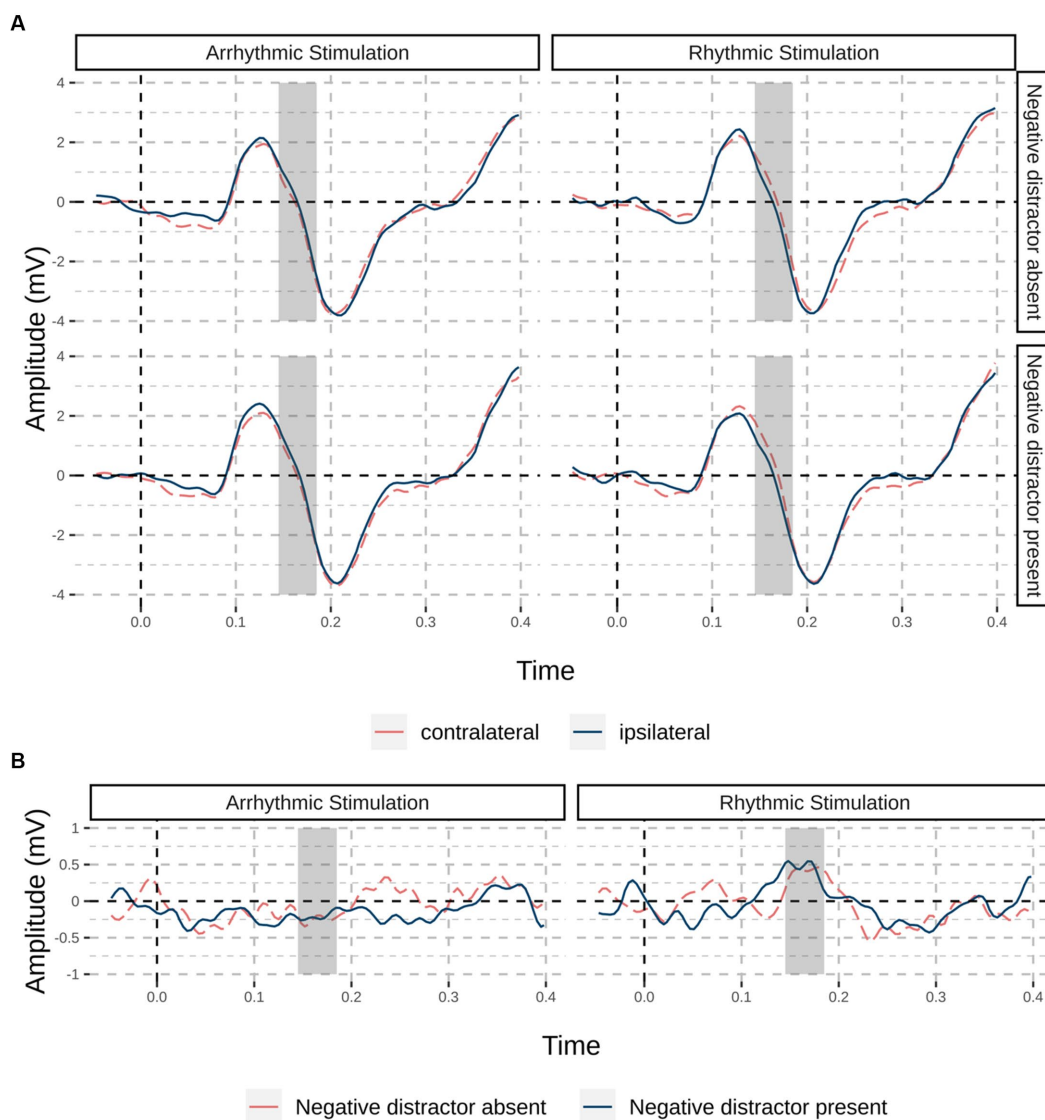 A
Arrhythmic Stimulation Rhythmic Stimulation
4
2
0
-2
-4
Negative distractor absent
Amplitude (mV)
4
2
0
-2
-4
Negative distractor present
0.0 0.1 0.2 0.3 0.4 0.0 0.1 0.2 0.3 0.4
Time
contralateral ipsilateral
B
Arrhythmic Stimulation Rhythmic Stimulation
Amplitude (mV)
1
0.5
0
-0.5
-1
0.0 0.1 0.2 0.3 0.4 0.0 0.1 0.2 0.3 0.4
Time
Negative distractor absent Negative distractor present